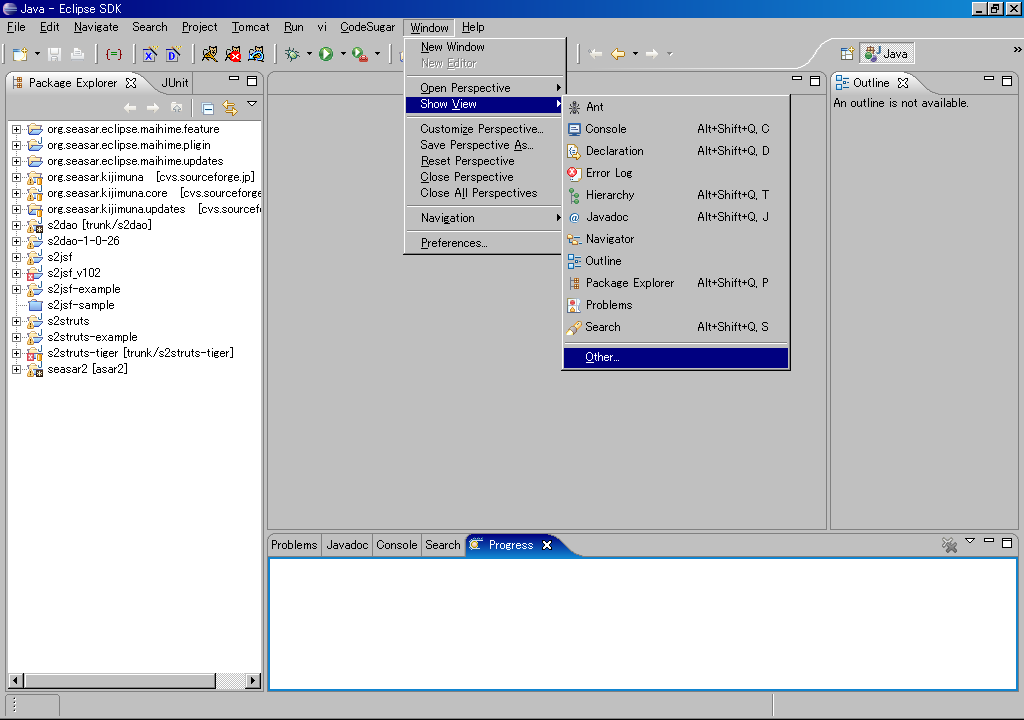 Java - Eclipse SDK
File Edit Navigate Search Project Tomcat Run vi CodeSugar Window Help
Java
»
Package Explorer JUnit
org.seasar.eclipse.maihime.feature
org.seasar.eclipse.maihime.pligin
org.seasar.eclipse.maihime.updates
org.seasar.kijimuna [cvs.sourceforge.jp]
org.seasar.kijimuna.core [cvs.sourceforge
org.seasar.kijimuna.updates [cvs.sourcef
s2dao [trunk/s2dao]
s2dao-1-0-26
s2jsf
s2jsf_v102
s2jsf-example
s2jsf-sample
s2struts
s2struts-example
s2struts-tiger [trunk/s2struts-tiger]
seasar2 [asar2]
New Window
New Editor
Open Perspective
Show View
Customize Perspective...
Save Perspective As...
Reset Perspective
Close Perspective
Close All Perspectives
Navigation
Preferences...
Ant
Console Alt+Shift+Q, C
Declaration Alt+Shift+Q, D
Error Log
Hierarchy Alt+Shift+Q, T
Javadoc Alt+Shift+Q, J
Navigator
Outline
Package Explorer Alt+Shift+Q, P
Problems
Search Alt+Shift+Q, S
Other...
Outline
An outline is not available.
Problems Javadoc Console Search Progress